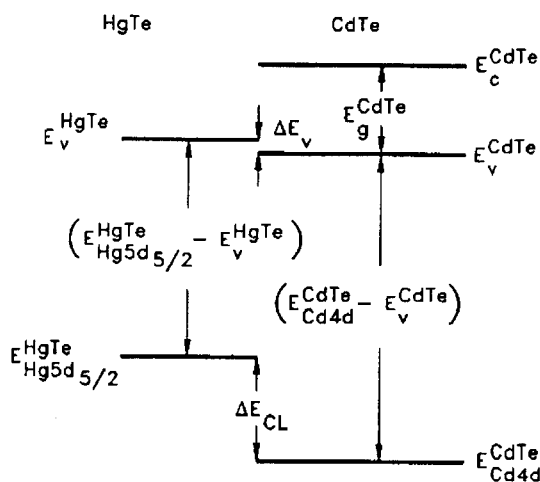 HgTe CdTe
E_c^CdTe
E_g^CdTe
E_v^HgTe ΔE_v E_v^CdTe
(E_Hg5d5/2^HgTe − E_v^HgTe)
(E_Cd4d^CdTe − E_v^CdTe)
E_Hg5d5/2^HgTe
ΔE_CL
E_Cd4d^CdTe